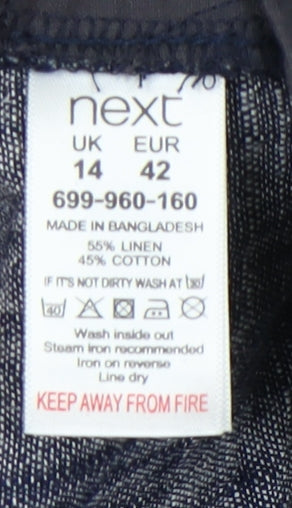 next
UK EUR
14 42
699-960-160
MADE IN BANGLADESH
55% LINEN
45% COTTON
IF IT'S NOT DIRTY WASH AT 30
40
Wash inside out
Steam iron recommended
Iron on reverse
Line dry
KEEP AWAY FROM FIRE